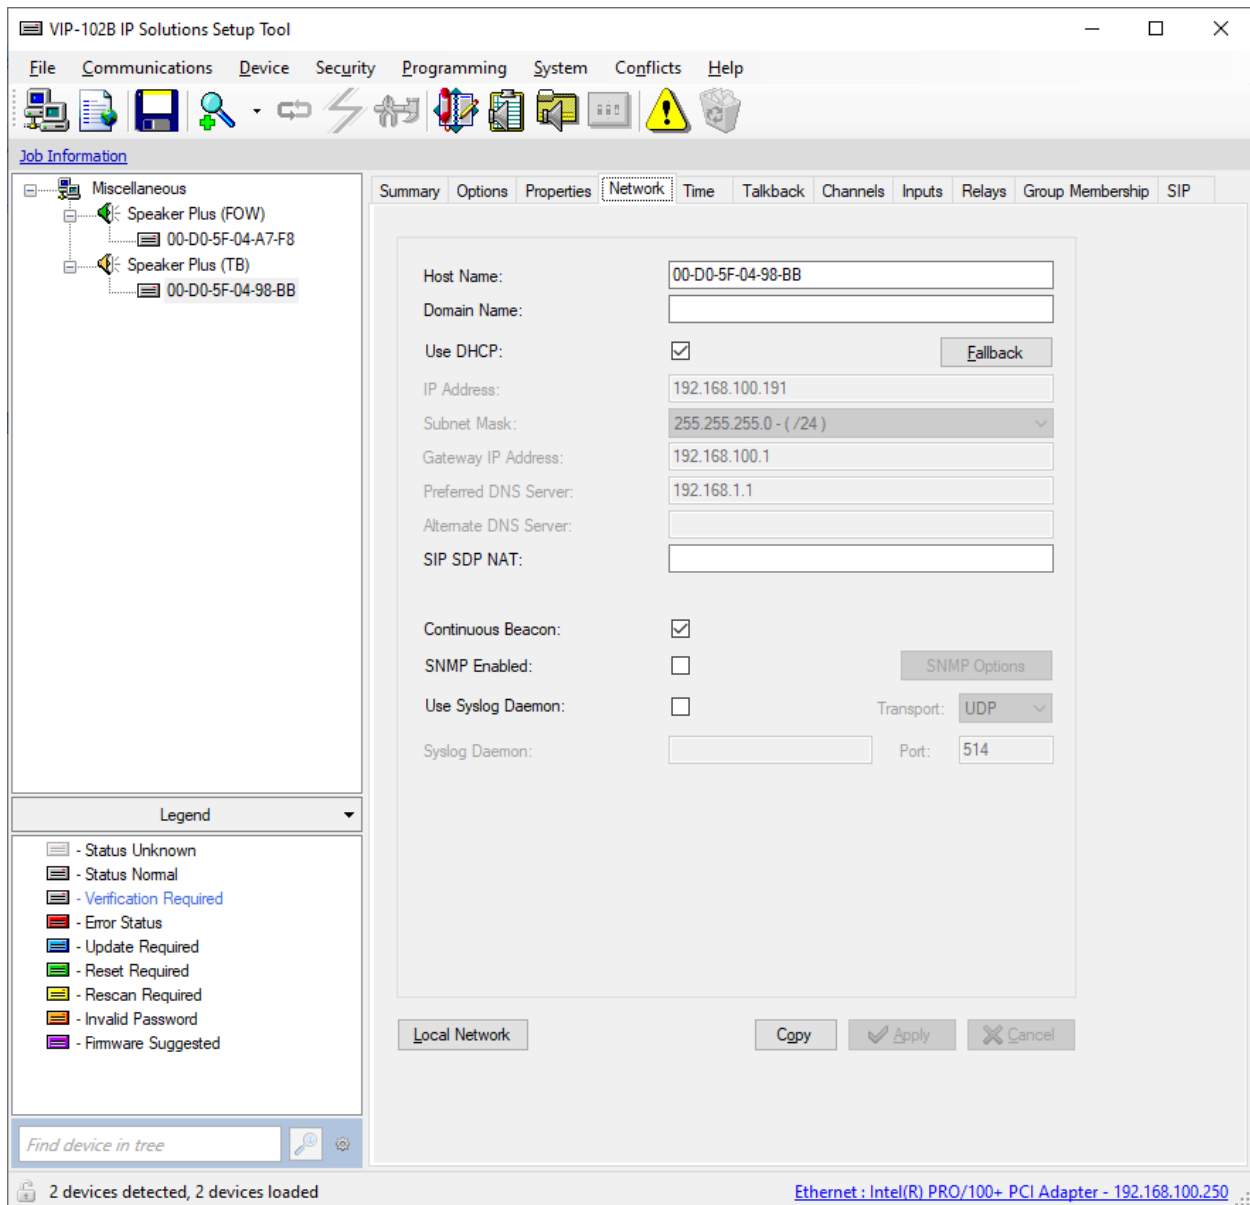 VIP-102B IP Solutions Setup Tool
File Communications Device Security Programming System Conflicts Help
Job Information
Miscellaneous
Speaker Plus (FOW)
00-D0-5F-04-A7-F8
Speaker Plus (TB)
00-D0-5F-04-98-BB
Summary Options Properties Network Time Talkback Channels Inputs Relays Group Membership SIP
Host Name: 00-D0-5F-04-98-BB
Domain Name:
Use DHCP: Fallback
IP Address: 192.168.100.191
Subnet Mask: 255.255.255.0 - ( /24 )
Gateway IP Address: 192.168.100.1
Preferred DNS Server: 192.168.1.1
Alternate DNS Server:
SIP SDP NAT:
Continuous Beacon:
SNMP Enabled: SNMP Options
Use Syslog Daemon: Transport: UDP
Syslog Daemon: Port: 514
Local Network Copy Apply Cancel
Legend
- Status Unknown
- Status Normal
- Verification Required
- Error Status
- Update Required
- Reset Required
- Rescan Required
- Invalid Password
- Firmware Suggested
Find device in tree
2 devices detected, 2 devices loaded
Ethernet : Intel(R) PRO/100+ PCI Adapter - 192.168.100.250